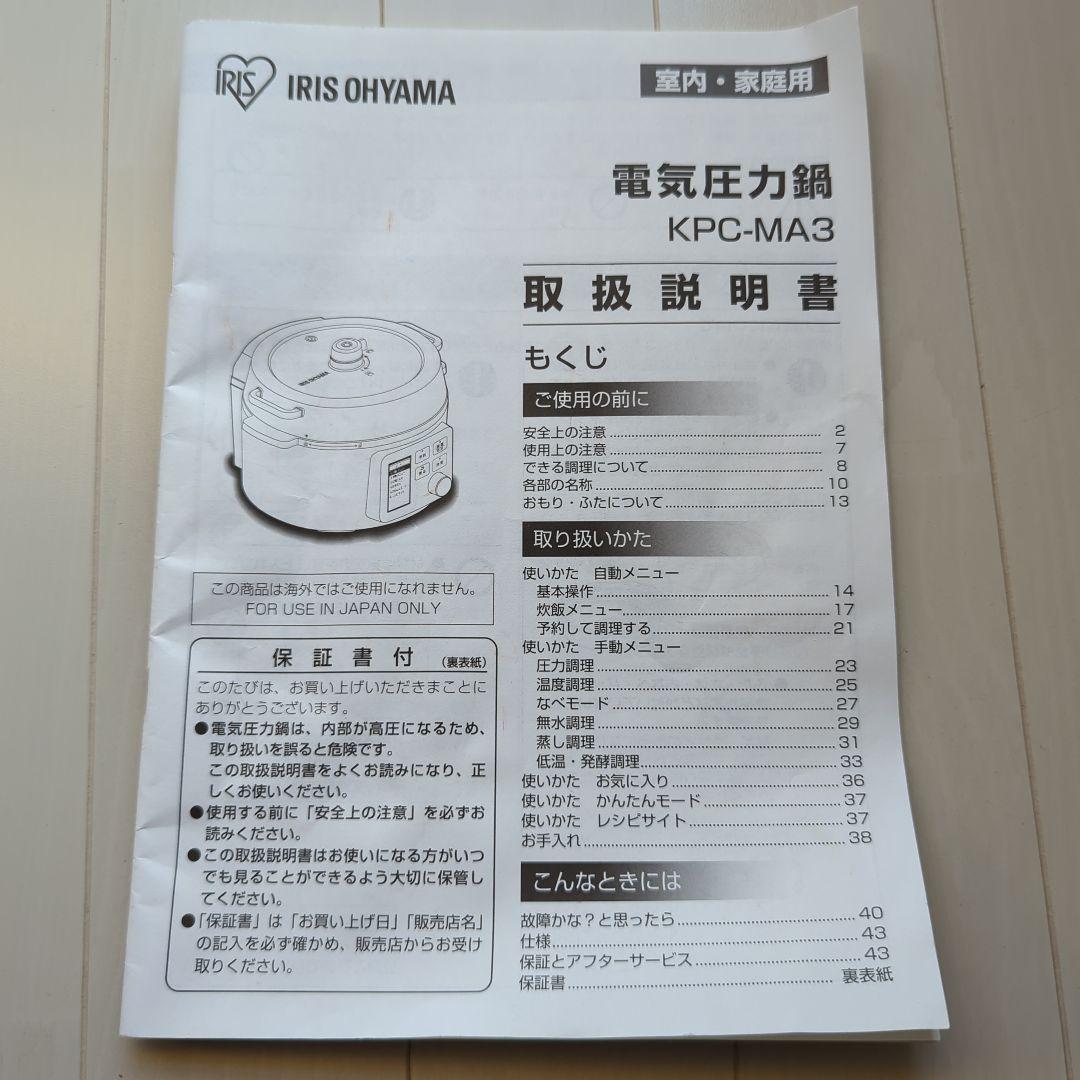 IRIS
IRIS OHYAMA
室内・家庭用
電気圧力鍋
KPC-MA3
取扱説明書
もくじ
ご使用の前に
安全上の注意 2
使用上の注意 7
できる調理について 8
各部の名称 10
おもり・ふたについて 13
取り扱いかた
使いかた 自動メニュー
基本操作 14
炊飯メニュー 17
予約して調理する 21
使いかた 手動メニュー
圧力調理 23
温度調理 25
なべモード 27
無水調理 29
蒸し調理 31
低温・発酵調理 33
使いかた お気に入り 36
使いかた かんたんモード 37
使いかた レシピサイト 37
お手入れ 38
こんなときには
故障かな?と思ったら 40
仕様 43
保証とアフターサービス 43
保証書 裏表紙
IRIS OHYAMA
この商品は海外ではご使用になれません。
FOR USE IN JAPAN ONLY
保証書付(裏表紙)
このたびは、お買い上げいただきまことに
ありがとうございます。
●電気圧力鍋は、内部が高圧になるため、
取り扱いを誤ると危険です。
この取扱説明書をよくお読みになり、正
しくお使いください。
●使用する前に「安全上の注意」を必ずお
読みください。
●この取扱説明書はお使いになる方がいつ
でも見ることができるよう大切に保管し
てください。
●「保証書」は「お買い上げ日」「販売店名」
の記入を必ず確かめ、販売店からお受け
取りください。